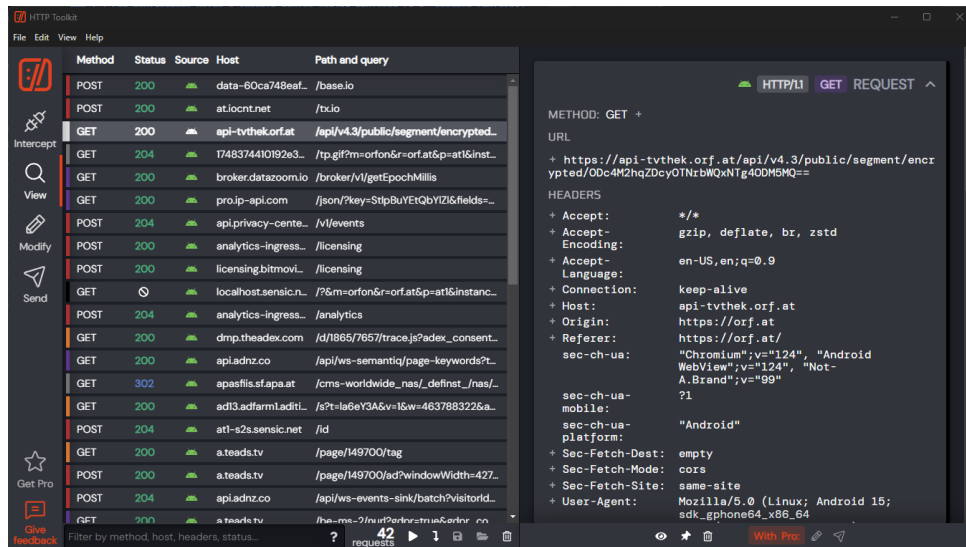 HTTP Toolkit
File Edit View Help
Method Status Source Host Path and query
POST 200 data-60ca748eaf... /base.io
POST 200 at.iocnt.net /tx.io
GET 200 api-tvthek.orf.at /api/v4.3/public/segment/encrypted...
GET 204 1748374410192e3... /tp.gif?m=orfon&r=orf.at&p=at1&inst...
GET 200 broker.datazoom.io /broker/v1/getEpochMillis
GET 200 pro.ip-api.com /json/?key=StlpBuYEtQbYIZl&fields=...
POST 204 api.privacy-cente... /v1/events
POST 200 analytics-ingress... /licensing
POST 200 licensing.bitmovi... /licensing
GET localhost.sensic.n... /?&m=orfon&r=orf.at&p=at1&instanc...
POST 204 analytics-ingress... /analytics
GET 200 dmp.theadex.com /d/1865/7657/trace.js?adex_consent...
GET 200 api.adnz.co /api/ws-semantiq/page-keywords?t...
GET 302 apasfiis.sf.apa.at /cms-worldwide_nas/_definst_/nas/...
GET 200 ad13.adfarm1.aditi... /s?t=la6eY3A&v=1&w=463788322&a...
POST 204 at1-s2s.sensic.net /id
GET 200 a.teads.tv /page/149700/tag
POST 200 a.teads.tv /page/149700/ad?windowWidth=427...
POST 204 api.adnz.co /api/ws-events-sink/batch?visitorId...
GET 200 a.teads.tv /be-ms-2/purl?gdpr=true&gdpr_co...
Intercept
View
Modify
Send
Get Pro
Give
feedback
Filter by method, host, headers, status... ? 42
requests
HTTP/1.1 GET REQUEST
METHOD: GET +
URL
+ https://api-tvthek.orf.at/api/v4.3/public/segment/encr
ypted/ODc4M2hqZDcyOTNrbWQxNTg4ODM5MQ==
HEADERS
+ Accept: */*
+ Accept- gzip, deflate, br, zstd
Encoding:
+ Accept- en-US,en;q=0.9
Language:
+ Connection: keep-alive
+ Host: api-tvthek.orf.at
+ Origin: https://orf.at
+ Referer: https://orf.at/
sec-ch-ua: "Chromium";v="124", "Android
WebView";v="124", "Not-
A.Brand";v="99"
sec-ch-ua- ?1
mobile:
sec-ch-ua- "Android"
platform:
+ Sec-Fetch-Dest: empty
+ Sec-Fetch-Mode: cors
+ Sec-Fetch-Site: same-site
+ User-Agent: Mozilla/5.0 (Linux; Android 15;
sdk_gphone64_x86_64
With Pro: